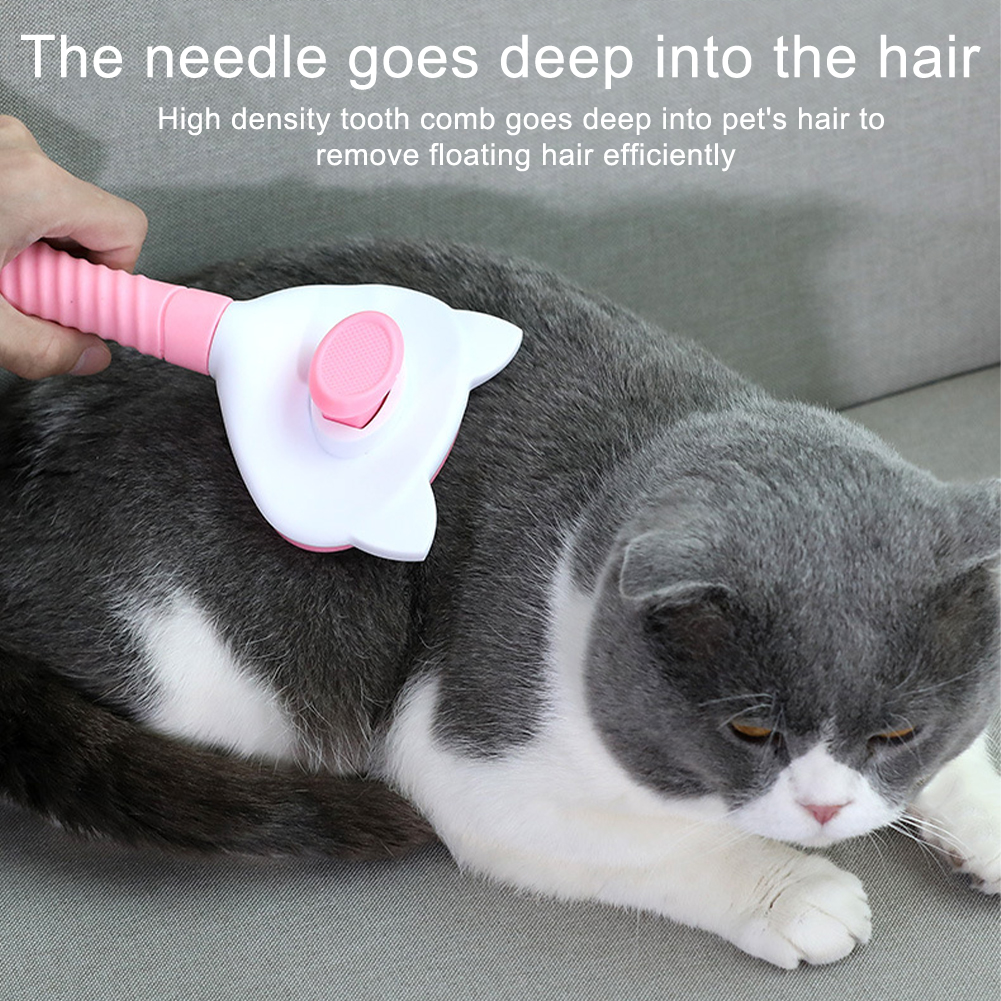 The needle goes deep into the hair
High density tooth comb goes deep into pet's hair to
remove floating hair efficiently